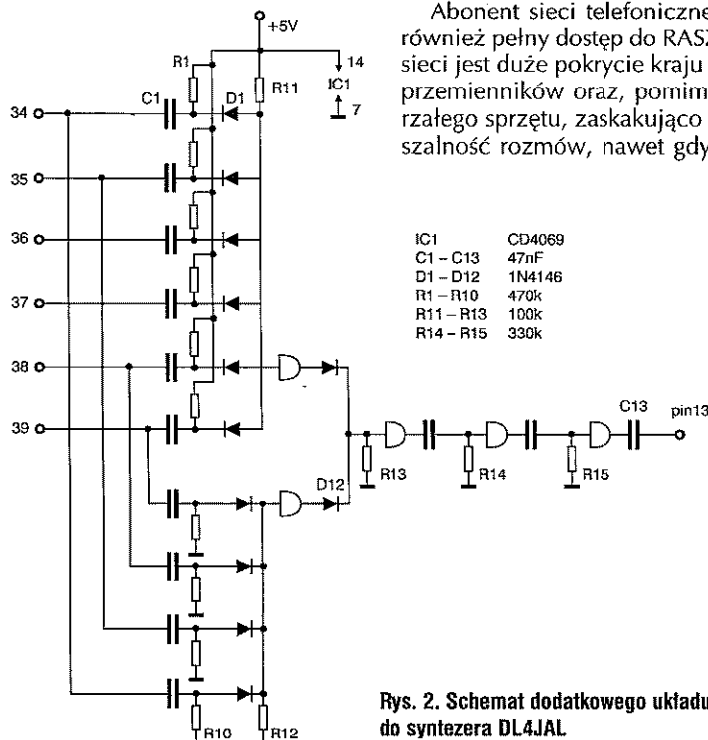 +5V
R1
14
R11
IC1
7
C1
D1
34
35
36
37
38
39
D12
R13
R14
R15
C13
pin13
R10
R12
Abonent sieci telefoniczne
również pełny dostęp do RASZ
sieci jest duże pokrycie kraju
przemienników oraz, pomim
rzałego sprzętu, zaskakująco
szalność rozmów, nawet gdy
IC1 CD4069
C1 – C13 47nF
D1 – D12 1N4146
R1 – R10 470k
R11 – R13 100k
R14 – R15 330k
Rys. 2. Schemat dodatkowego układu
do syntezera DL4JAL